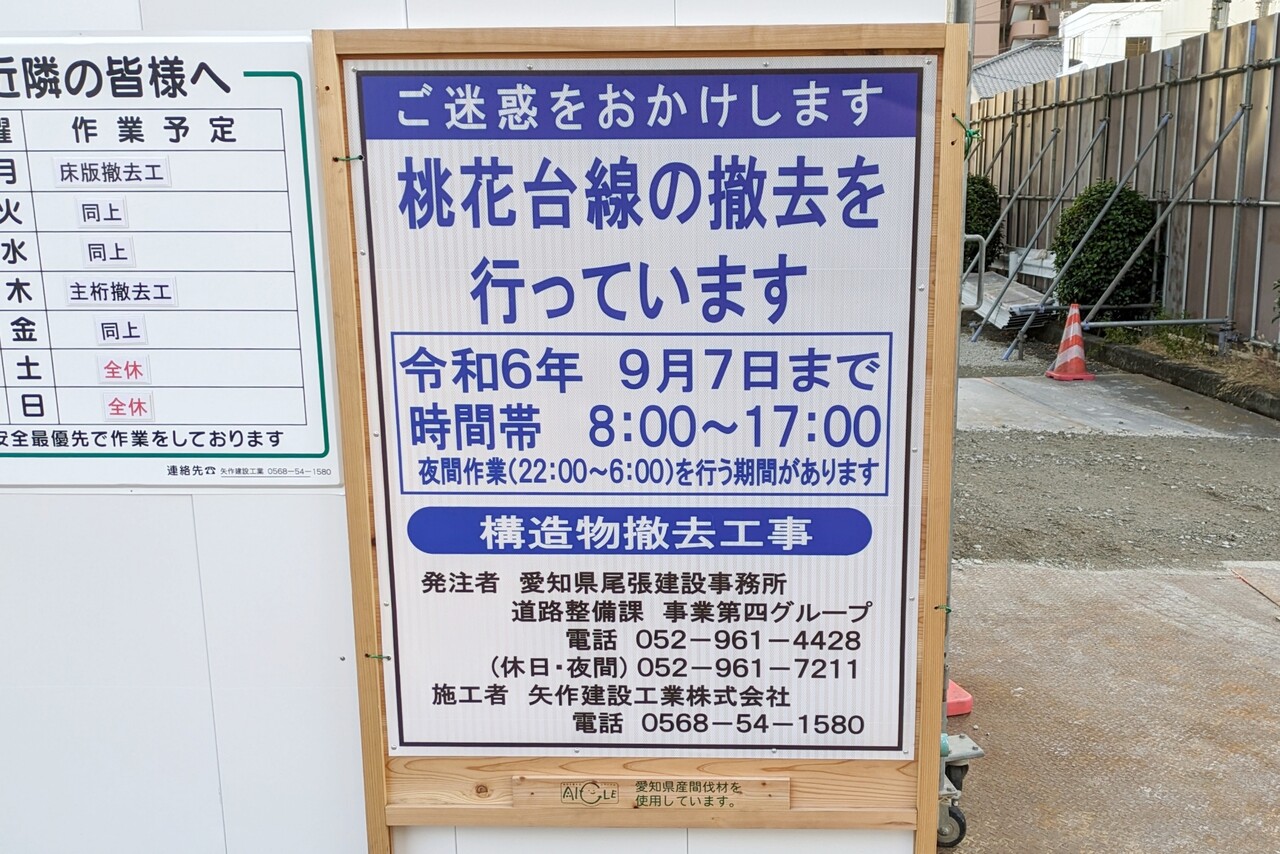 近隣の皆様へ
曜 作業予定
月 床版撤去工
火 同上
水 同上
木 主桁撤去工
金 同上
土 全休
日 全休
安全最優先で作業をしております
連絡先☎ 矢作建設工業 0568-54-1580
ご迷惑をおかけします
桃花台線の撤去を
行っています
令和6年 9月7日まで
時間帯 8:00~17:00
夜間作業(22:00~6:00)を行う期間があります
構造物撤去工事
発注者 愛知県尾張建設事務所
道路整備課 事業第四グループ
電話 052-961-4428
(休日・夜間)052-961-7211
施工者 矢作建設工業株式会社
電話 0568-54-1580
AICLE
愛知県産間伐材を
使用しています。